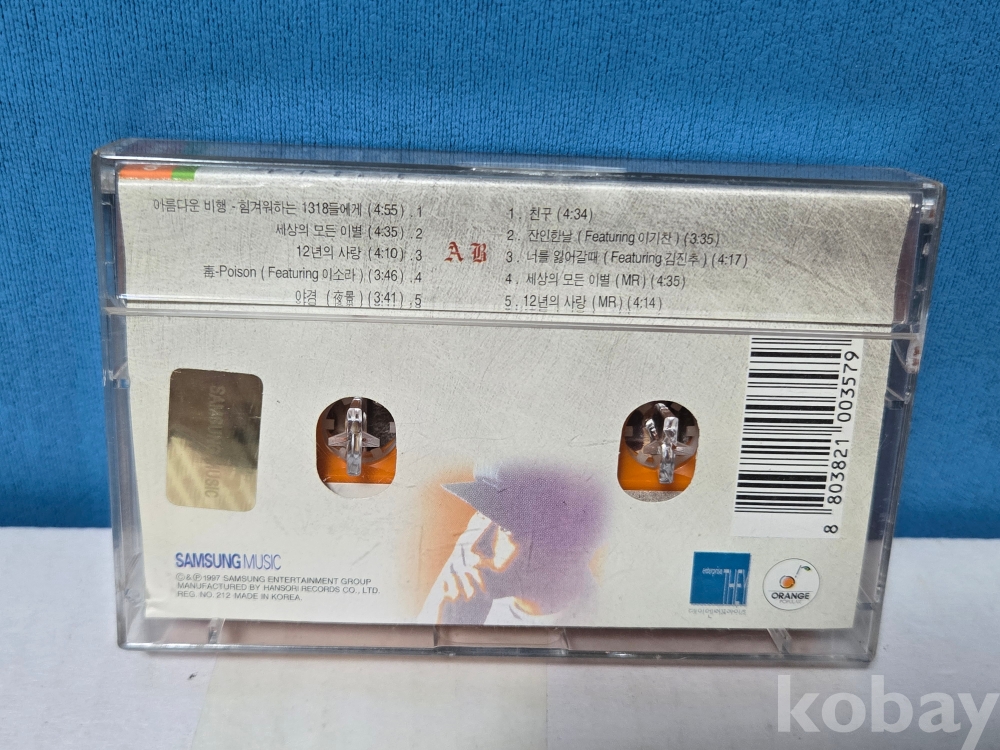 아름다운 비행 - 힘겨워하는 1318들에게 (4:55) . 1
세상의 모든 이별 (4:35) . 2
12년의 사랑 (4:10) . 3
毒-Poison ( Featuring 이소라 ) (3:46) . 4
야경 ( 夜景 ) (3:41) . 5
A B
1 . 친구 (4:34)
2 . 잔인한날 ( Featuring 이기찬 ) (3:35)
3 . 너를 잃어갈때 ( Featuring 김진추 ) (4:17)
4 . 세상의 모든 이별 (MR ) (4:35)
5 . 12년의 사랑 ( MR ) (4:14)
SAMSUNG MUSIC
8 803821 003579
SAMSUNG MUSIC
©&℗ 1997 SAMSUNG ENTERTAINMENT GROUP
MANUFACTURED BY HANSORI RECORDS CO., LTD.
REG. NO. 212 MADE IN KOREA.
ORANGE
kobay